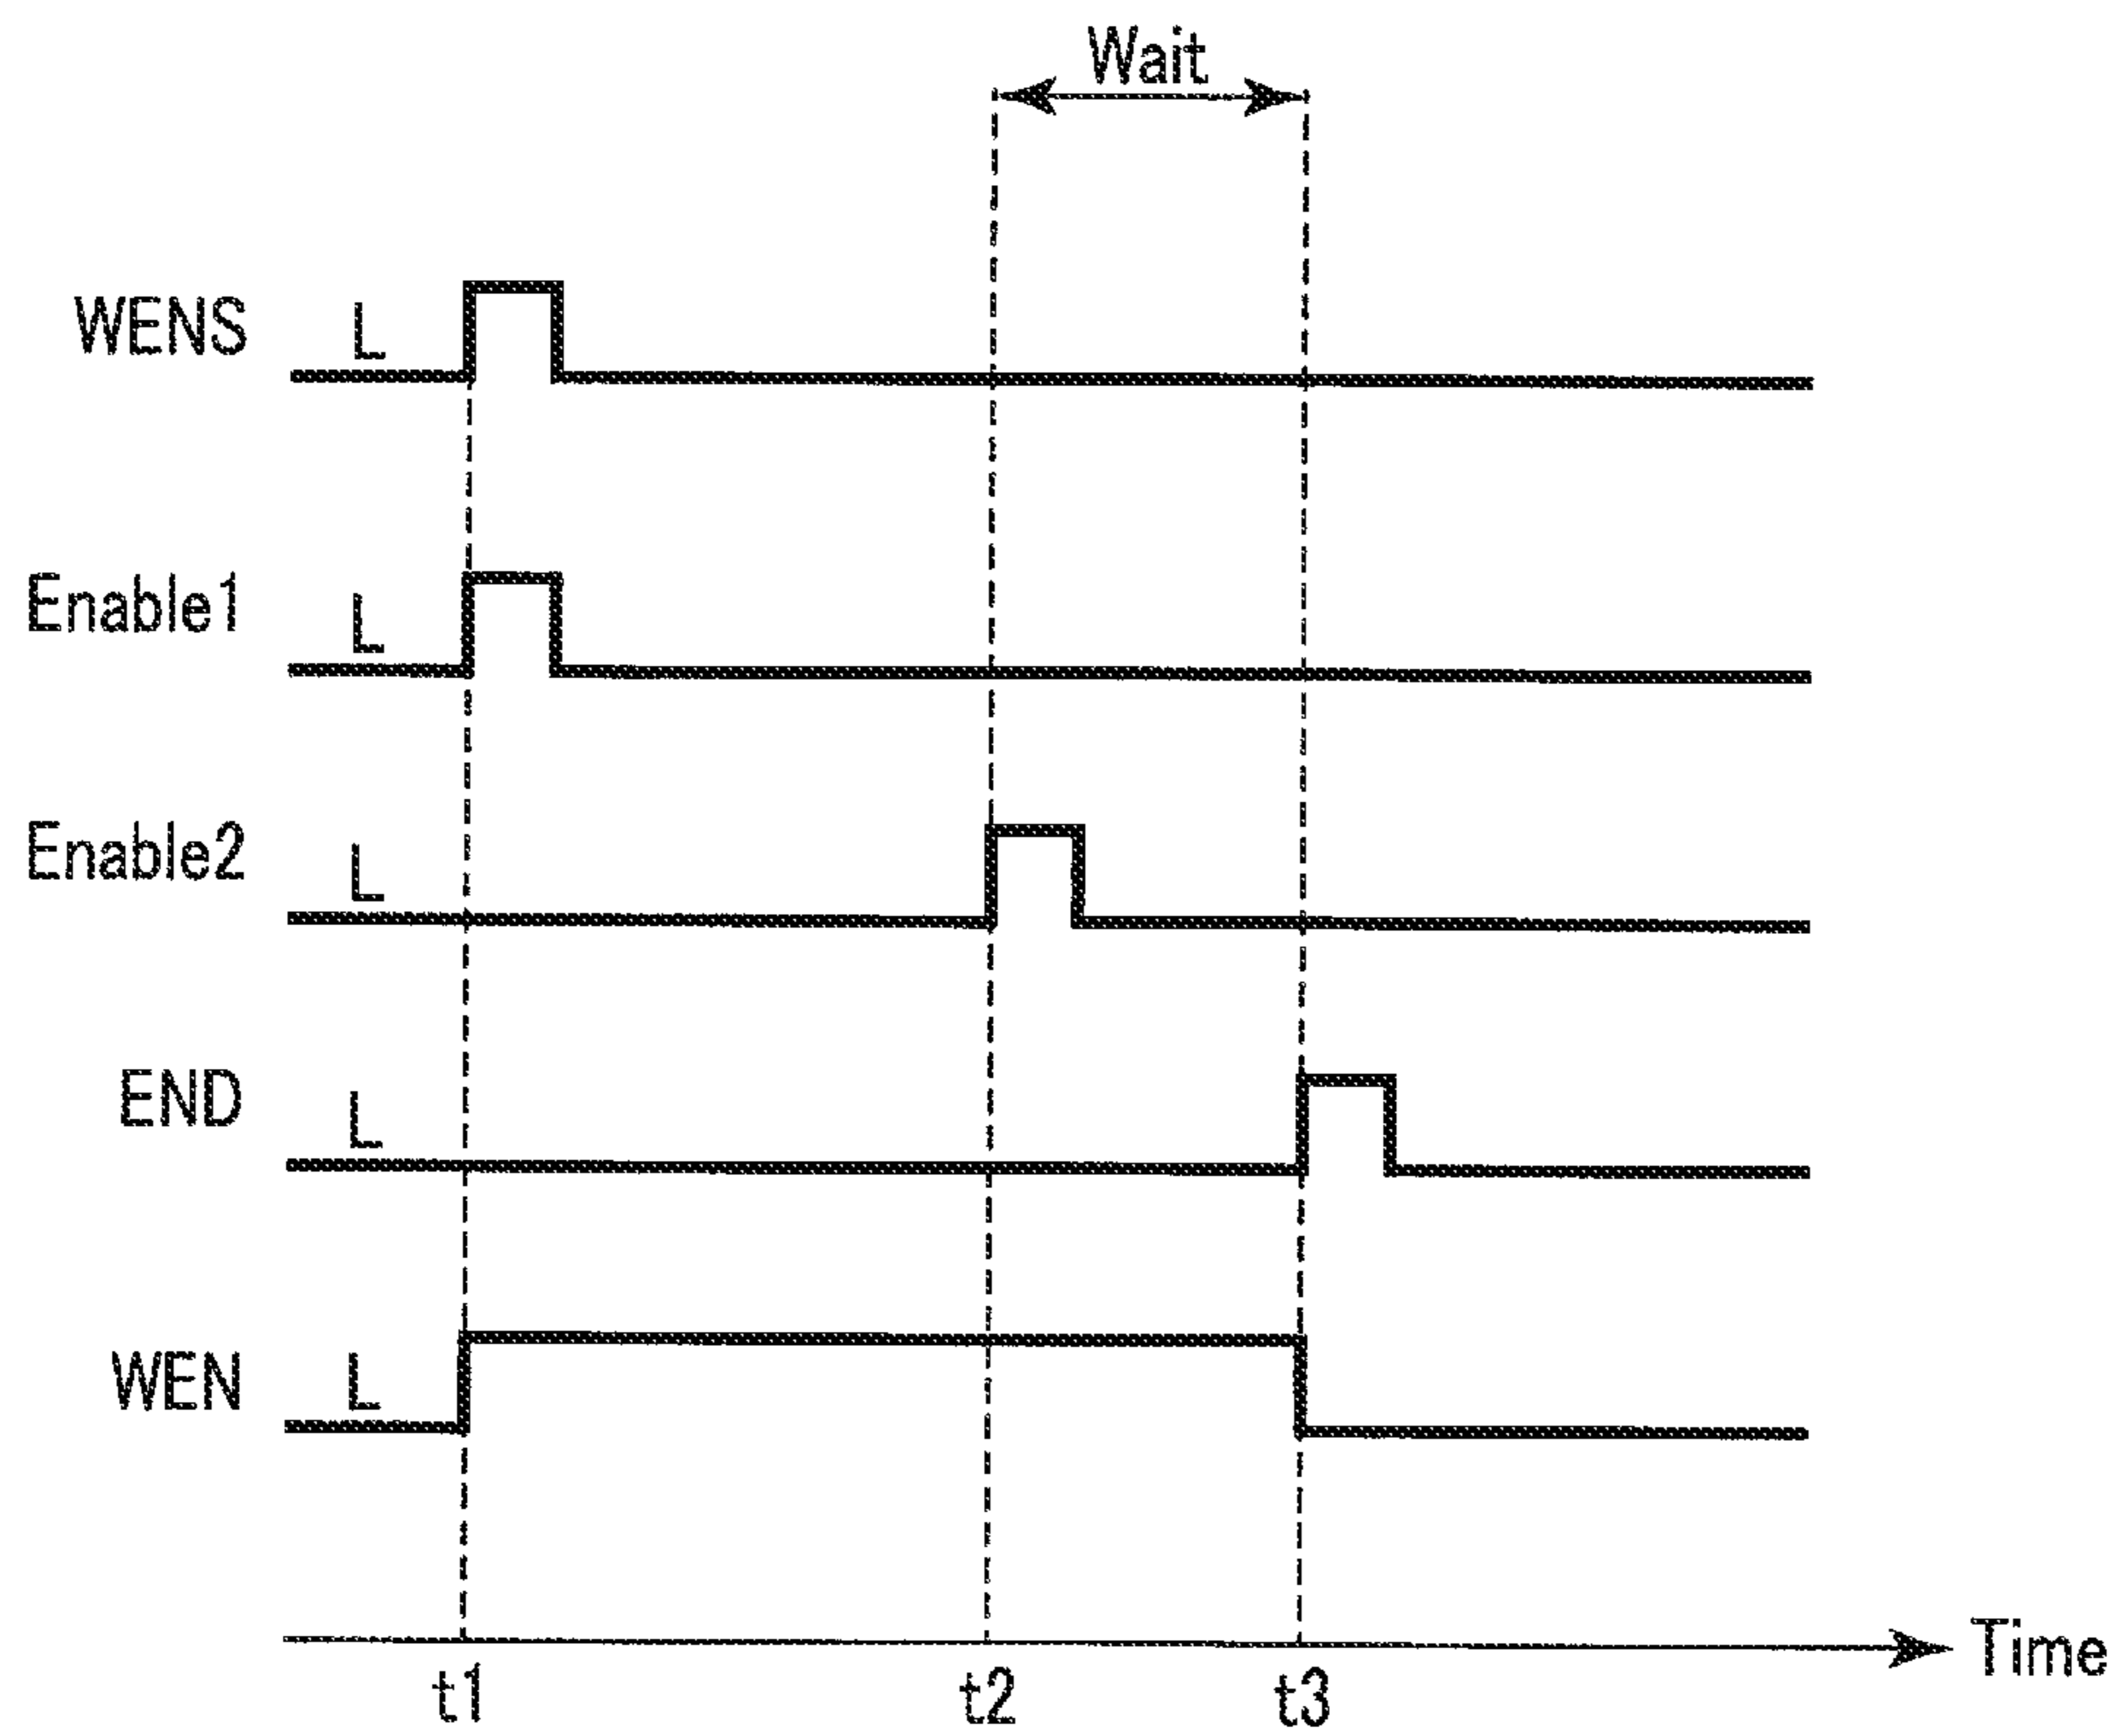 Wait
WENS L
Enable1 L
Enable2 L
END L
WEN L
Time
t1 t2 t3